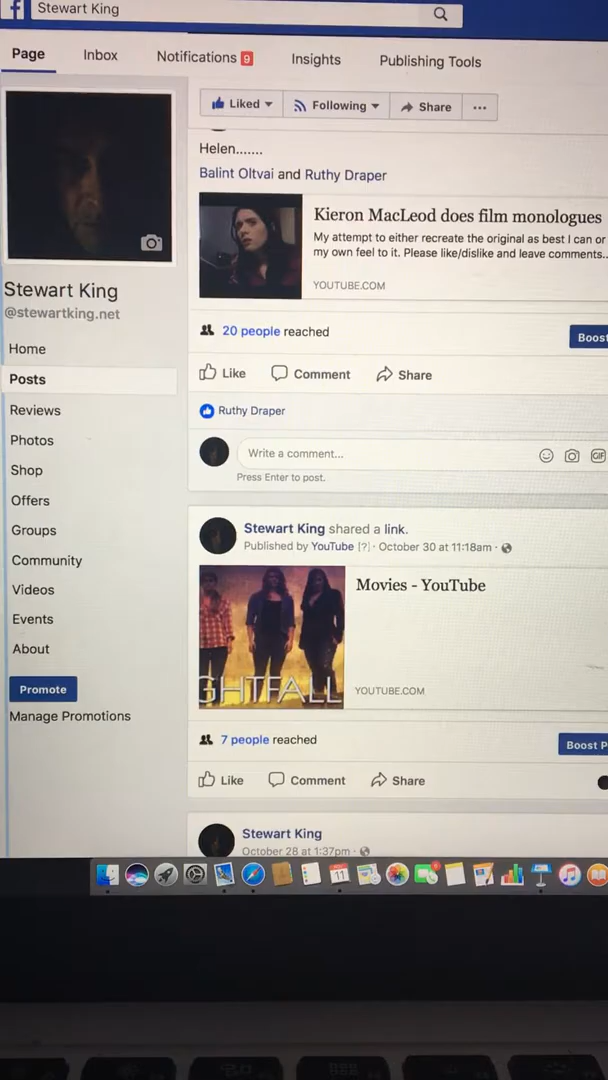 Stewart King
Page
Inbox
Notifications 9
Insights
Publishing Tools
Liked
Following
Share
Helen.......
Balint Oltvai and Ruthy Draper
Kieron MacLeod does film monologues
My attempt to either recreate the original as best I can or
my own feel to it. Please like/dislike and leave comments..
YOUTUBE.COM
20 people reached
Boost
Like
Comment
Share
Ruthy Draper
Write a comment...
GIF
Press Enter to post.
Stewart King
@stewartking.net
Home
Posts
Reviews
Photos
Shop
Offers
Groups
Community
Videos
Events
About
Promote
Manage Promotions
Stewart King shared a link.
Published by YouTube [?] · October 30 at 11:18am ·
GHTFALL
Movies - YouTube
YOUTUBE.COM
7 people reached
Boost P
Like
Comment
Share
Stewart King
October 28 at 1:37pm ·
11